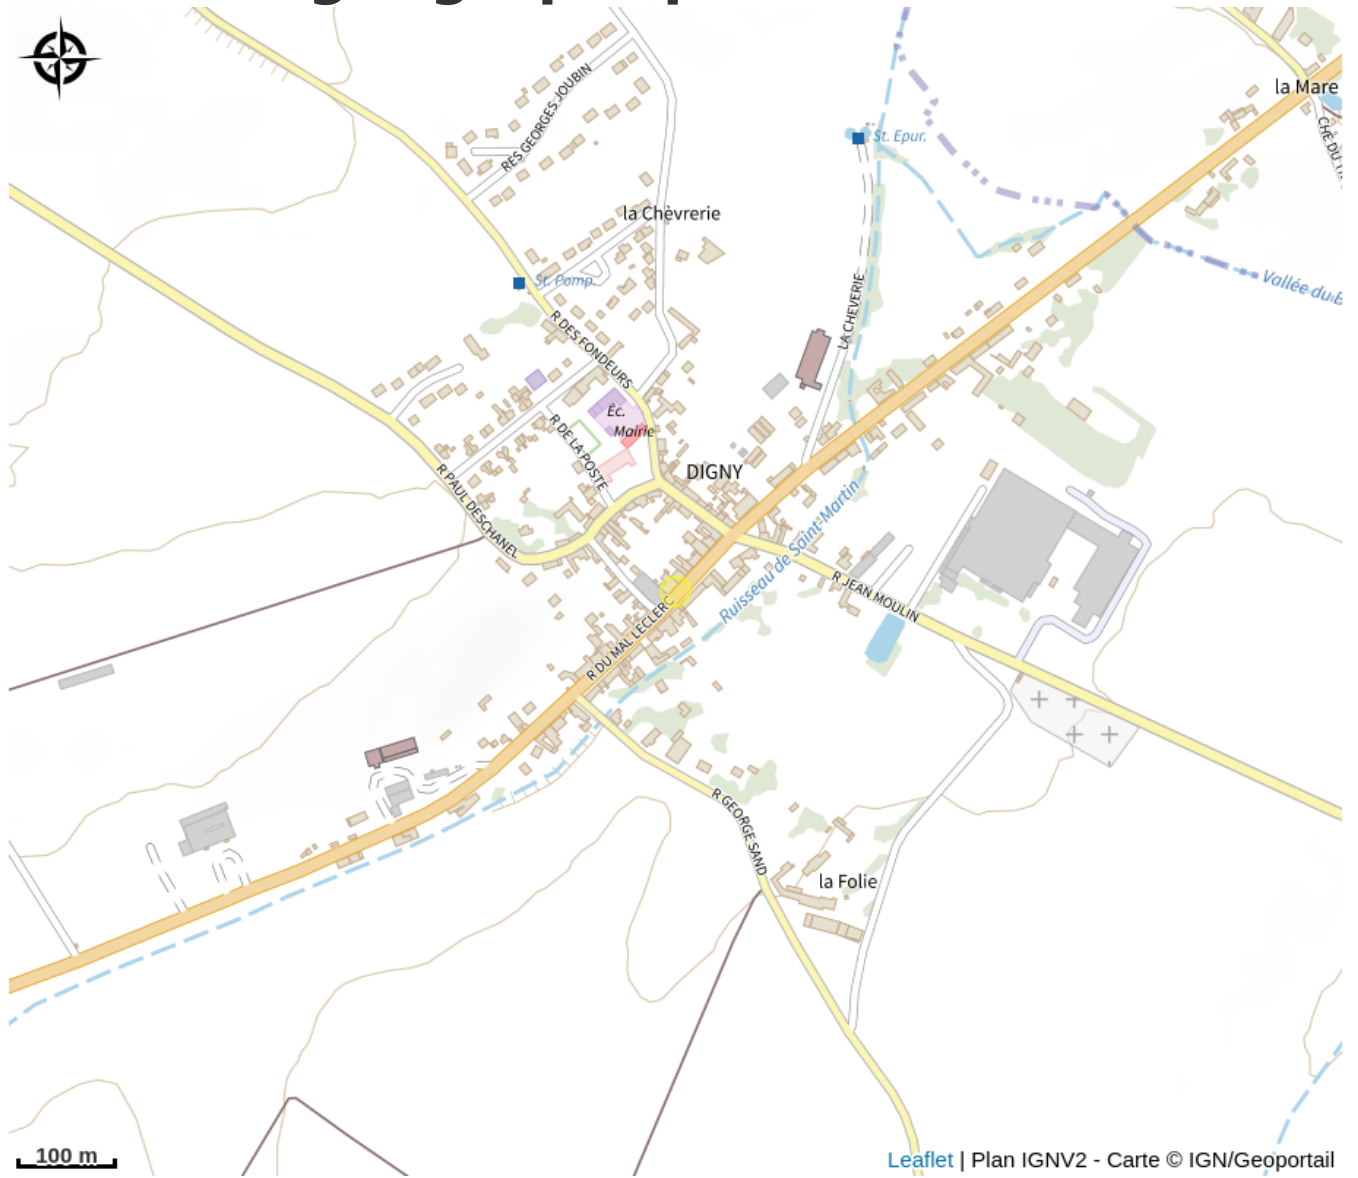 la Mare
St. Epur.
RES GEORGES JOUBIN
la Chèvrerie
St. Pomp.
Vallée du B
LA CHEVERIE
R DES FONDEURS
Éc.
Mairie
R DE LA POSTE
DIGNY
R PAUL DESCHANEL
Ruisseau de Saint-Martin
R JEAN MOULIN
R DU MAL LECLERC
R GEORGE SAND
la Folie
100 m
Leaflet | Plan IGNV2 - Carte © IGN/Geoportail